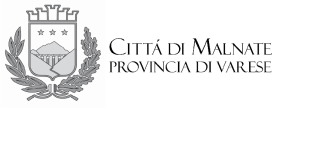 CITTÁ DI MALNATE
PROVINCIA DI VARESE